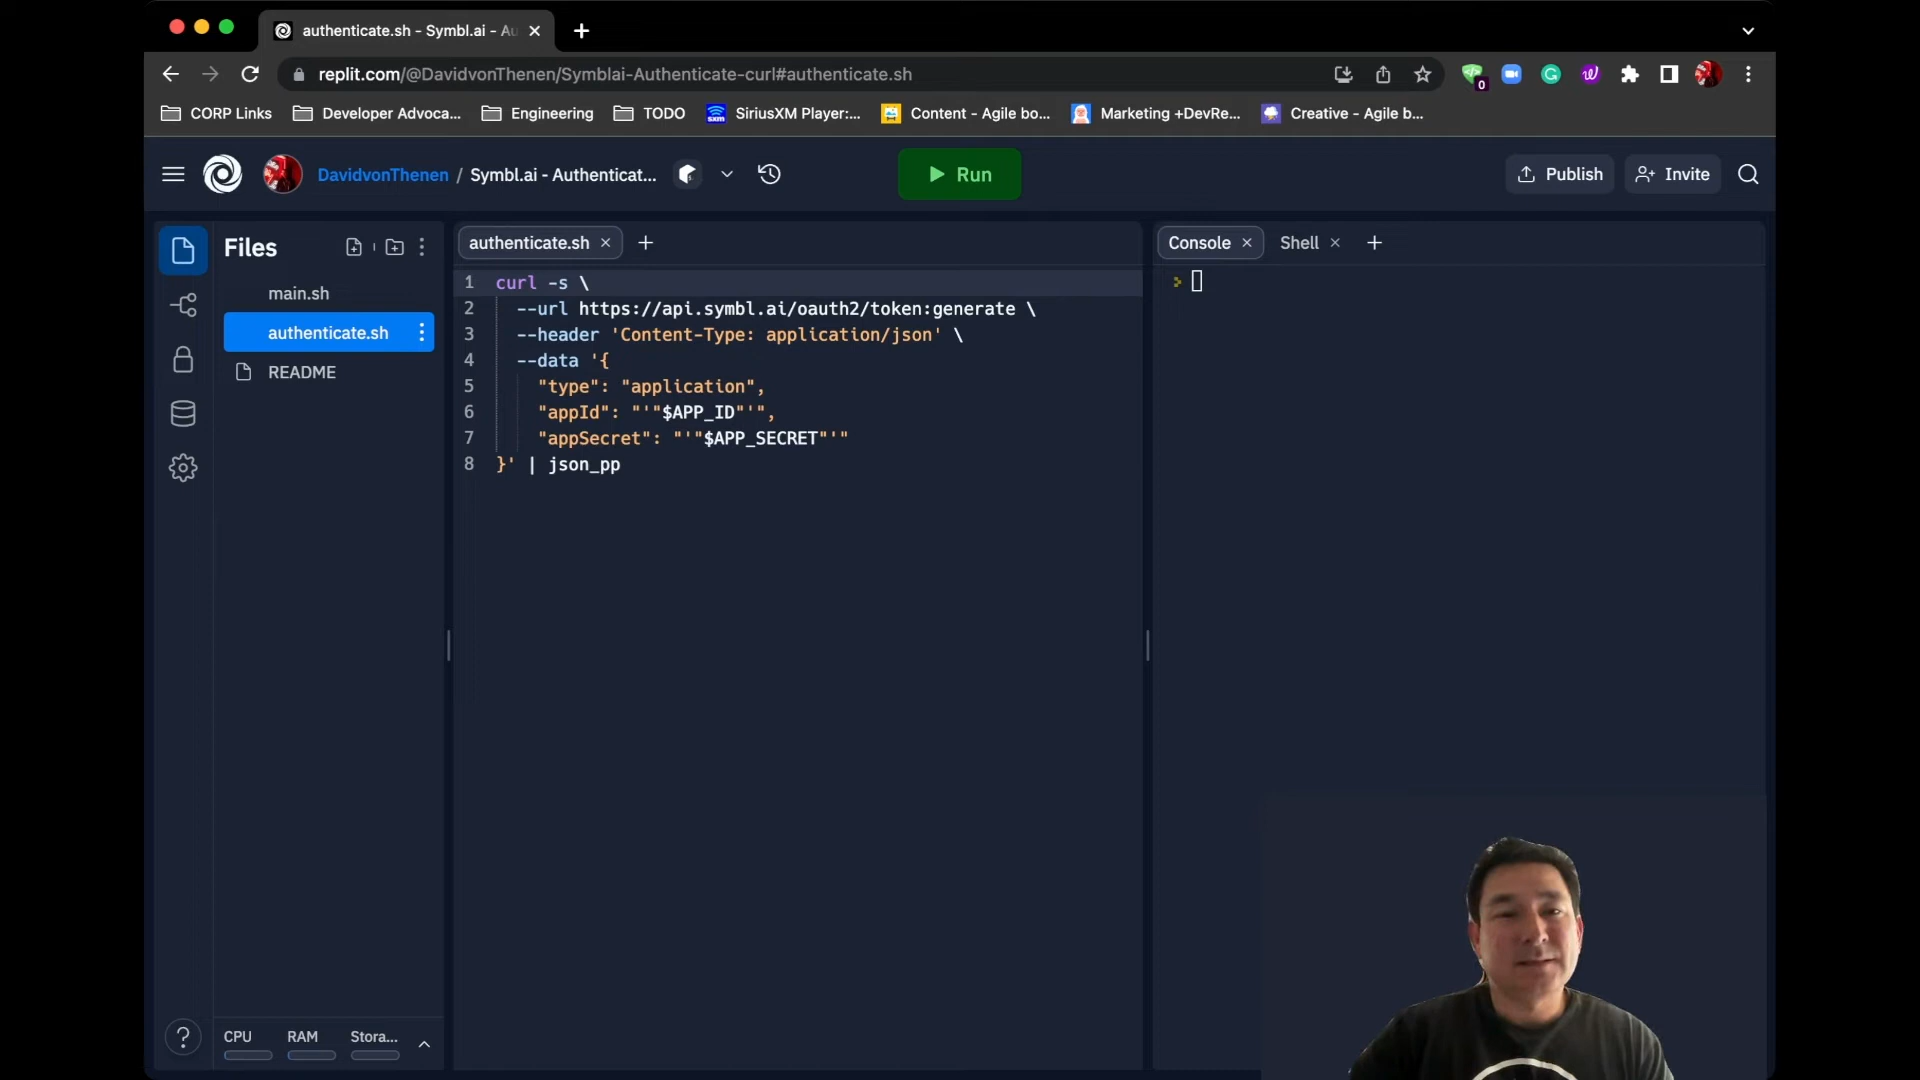 authenticate.sh - Symbl.ai - Au
replit.com/@DavidvonThenen/Symblai-Authenticate-curl#authenticate.sh
0
CORP Links Developer Advoca... Engineering TODO SiriusXM Player:... Content - Agile bo... Marketing +DevRe... Creative - Agile b...
DavidvonThenen / Symbl.ai - Authenticat... Run Publish Invite
Files authenticate.sh Console Shell
main.sh
authenticate.sh
README
1 curl -s \
2 --url https://api.symbl.ai/oauth2/token:generate \
3 --header 'Content-Type: application/json' \
4 --data '{
5 "type": "application",
6 "appId": "'"$APP_ID"'",
7 "appSecret": "'"$APP_SECRET"'"
8 }' | json_pp
>
? CPU RAM Stora...